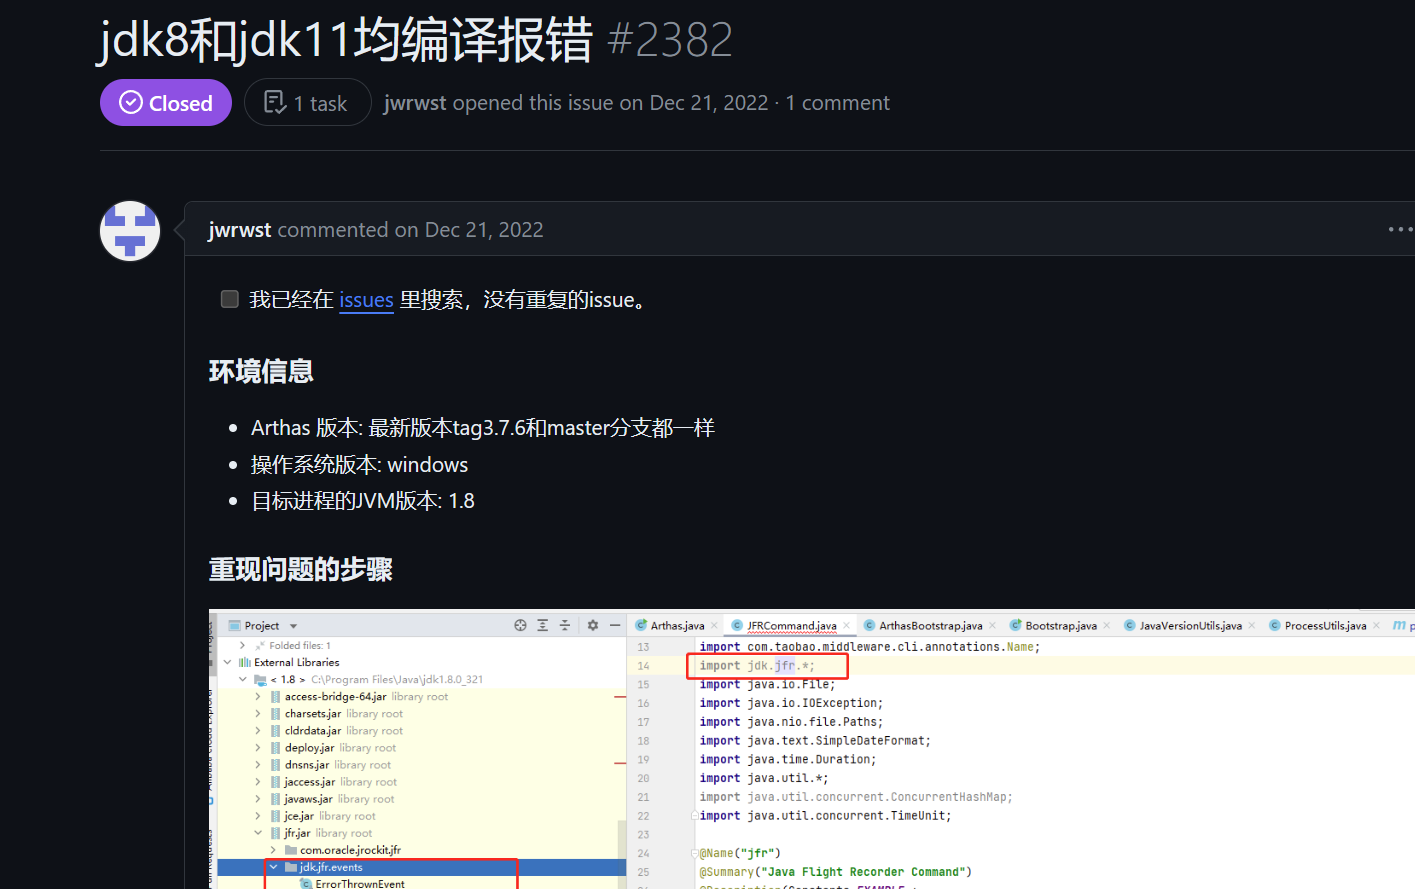 jdk8和jdk11均编译报错 #2382
Closed
1 task
jwrwst opened this issue on Dec 21, 2022 · 1 comment
jwrwst commented on Dec 21, 2022
我已经在 issues 里搜索，没有重复的issue。
环境信息
Arthas 版本: 最新版本tag3.7.6和master分支都一样
操作系统版本: windows
目标进程的JVM版本: 1.8
重现问题的步骤
Project
Folded files: 1
External Libraries
< 1.8 > C:\Program Files\Java\jdk1.8.0_321
access-bridge-64.jar library root
charsets.jar library root
cldrdata.jar library root
deploy.jar library root
dnsns.jar library root
jaccess.jar library root
javaws.jar library root
jce.jar library root
jfr.jar library root
com.oracle.jrockit.jfr
jdk.jfr.events
ErrorThrownEvent
Arthas.java
JFRCommand.java
ArthasBootstrap.java
Bootstrap.java
JavaVersionUtils.java
ProcessUtils.java
13 import com.taobao.middleware.cli.annotations.Name;
14 import jdk.jfr.*;
15 import java.io.File;
16 import java.io.IOException;
17 import java.nio.file.Paths;
18 import java.text.SimpleDateFormat;
19 import java.time.Duration;
20 import java.util.*;
21 import java.util.concurrent.ConcurrentHashMap;
22 import java.util.concurrent.TimeUnit;
23
24 @Name("jfr")
25 @Summary("Java Flight Recorder Command")